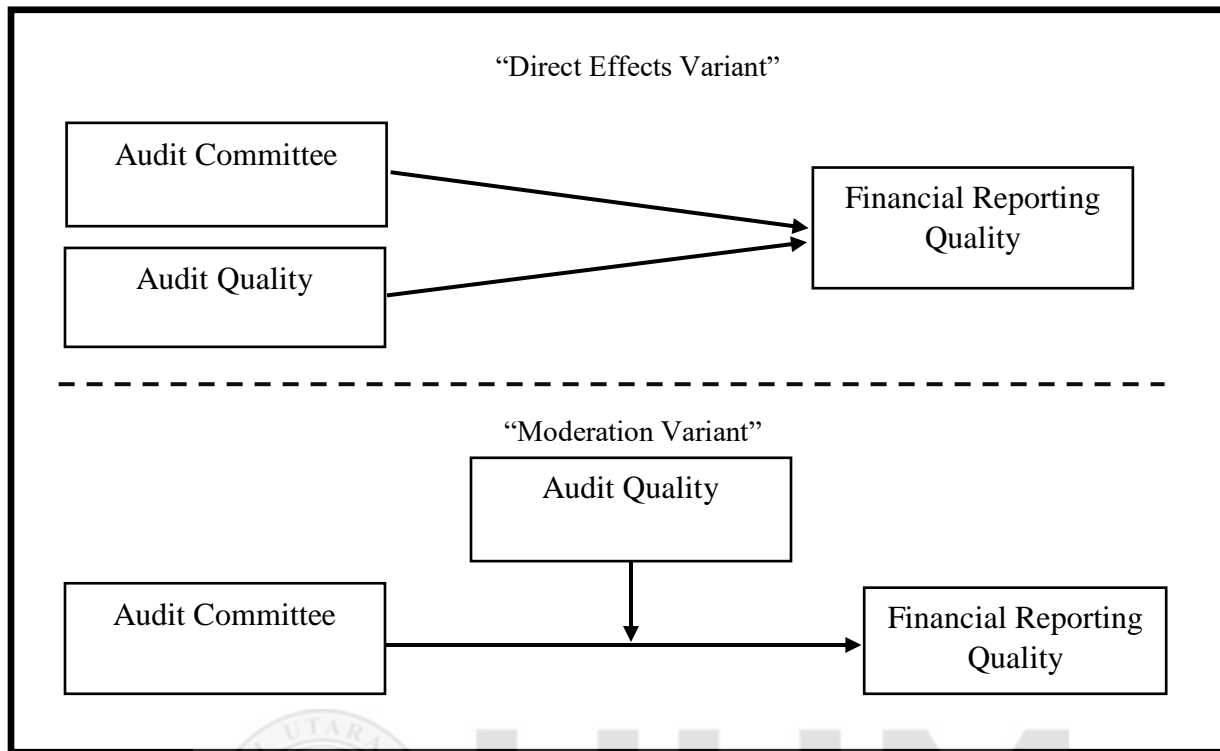 “Direct Effects Variant”
Audit Committee
Financial Reporting
Quality
Audit Quality
“Moderation Variant”
Audit Quality
Audit Committee
Financial Reporting
Quality
UTARA